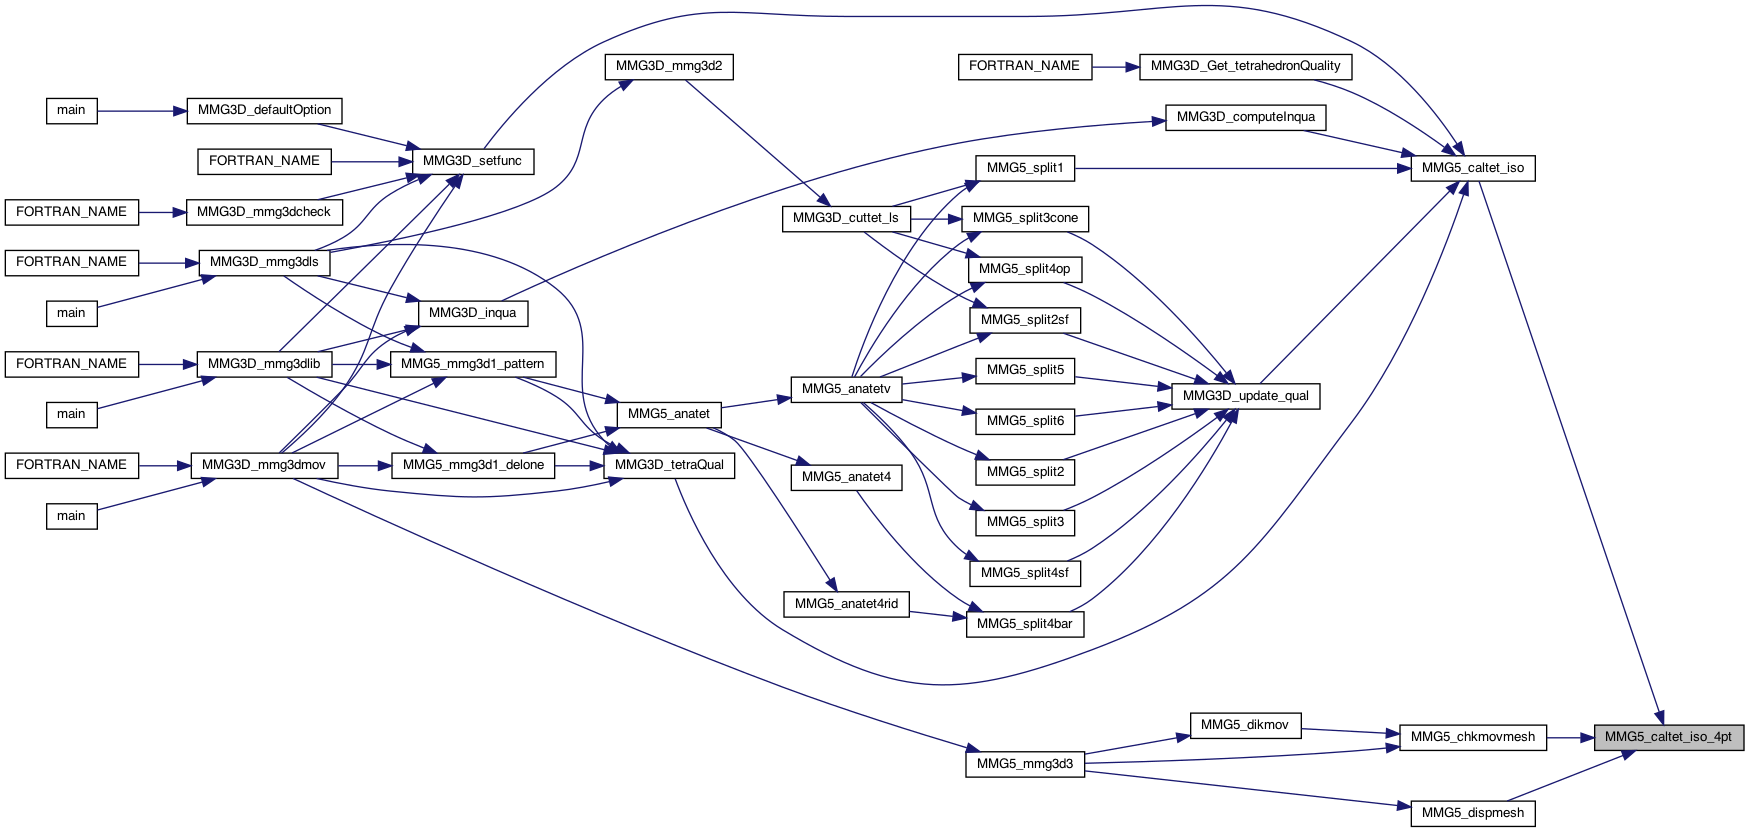 MMG3D_mmg3d2
FORTRAN_NAME
MMG3D_Get_tetrahedronQuality
main
MMG3D_defaultOption
MMG3D_computeInqua
FORTRAN_NAME
MMG3D_setfunc
MMG5_split1
MMG5_caltet_iso
FORTRAN_NAME
MMG3D_mmg3dcheck
MMG3D_cuttet_ls
MMG5_split3cone
FORTRAN_NAME
MMG3D_mmg3dls
MMG5_split4op
main
MMG3D_inqua
MMG5_split2sf
FORTRAN_NAME
MMG3D_mmg3dlib
MMG5_mmg3d1_pattern
MMG5_split5
MMG5_anatetv
MMG3D_update_qual
main
MMG5_anatet
MMG5_split6
FORTRAN_NAME
MMG3D_mmg3dmov
MMG5_mmg3d1_delone
MMG3D_tetraQual
MMG5_anatet4
MMG5_split2
main
MMG5_split3
MMG5_split4sf
MMG5_anatet4rid
MMG5_split4bar
MMG5_dikmov
MMG5_chkmovmesh
MMG5_caltet_iso_4pt
MMG5_mmg3d3
MMG5_dispmesh